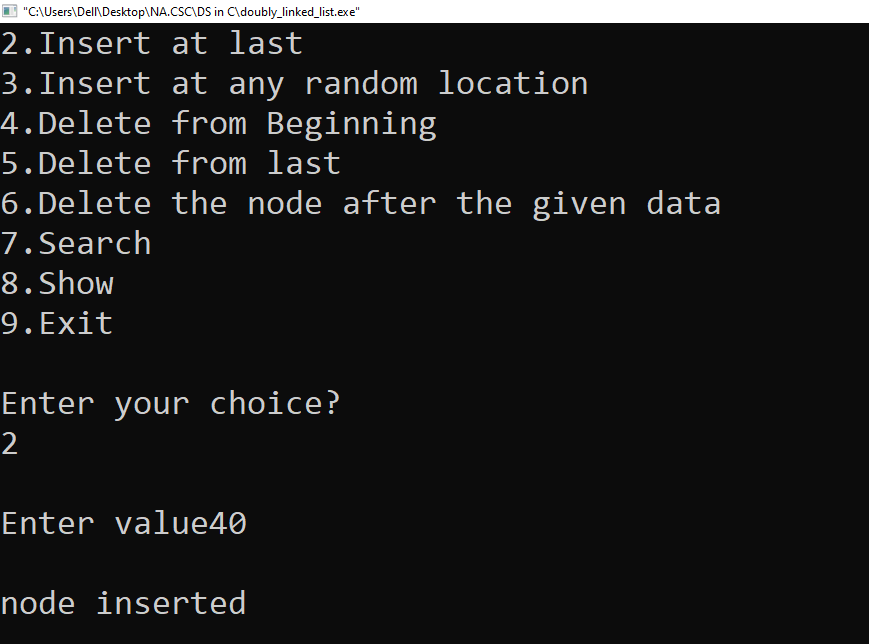 "C:\Users\Dell\Desktop\NA.CSC\DS in C\doubly_linked_list.exe"
2.Insert at last
3.Insert at any random location
4.Delete from Beginning
5.Delete from last
6.Delete the node after the given data
7.Search
8.Show
9.Exit
Enter your choice?
2
Enter value40
node inserted